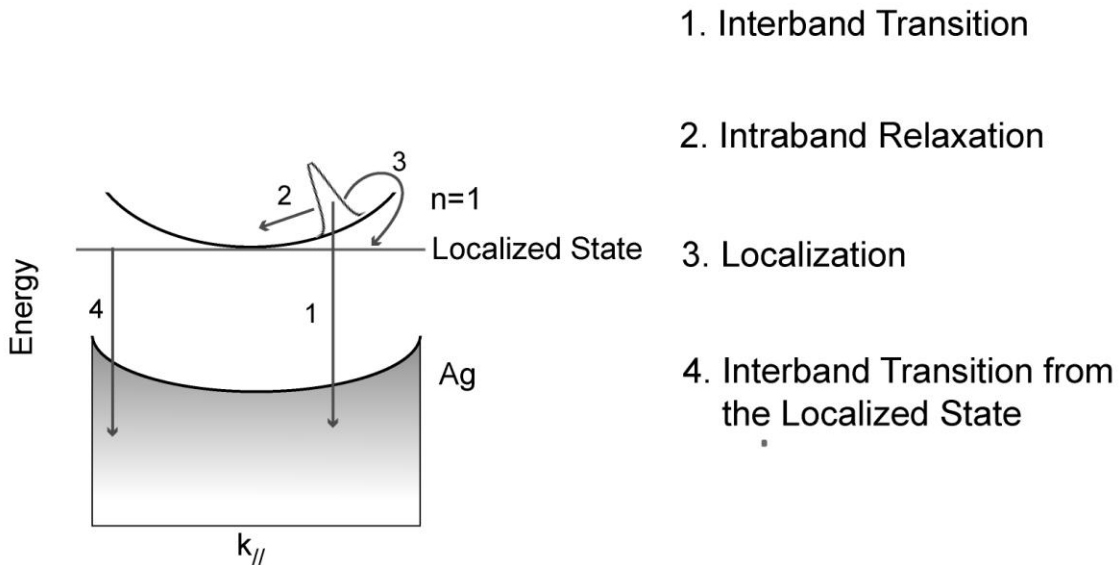 1. Interband Transition
2. Intraband Relaxation
3. Localization
4. Interband Transition from
the Localized State
3
2
n=1
Localized State
4
1
Energy
Ag
k//